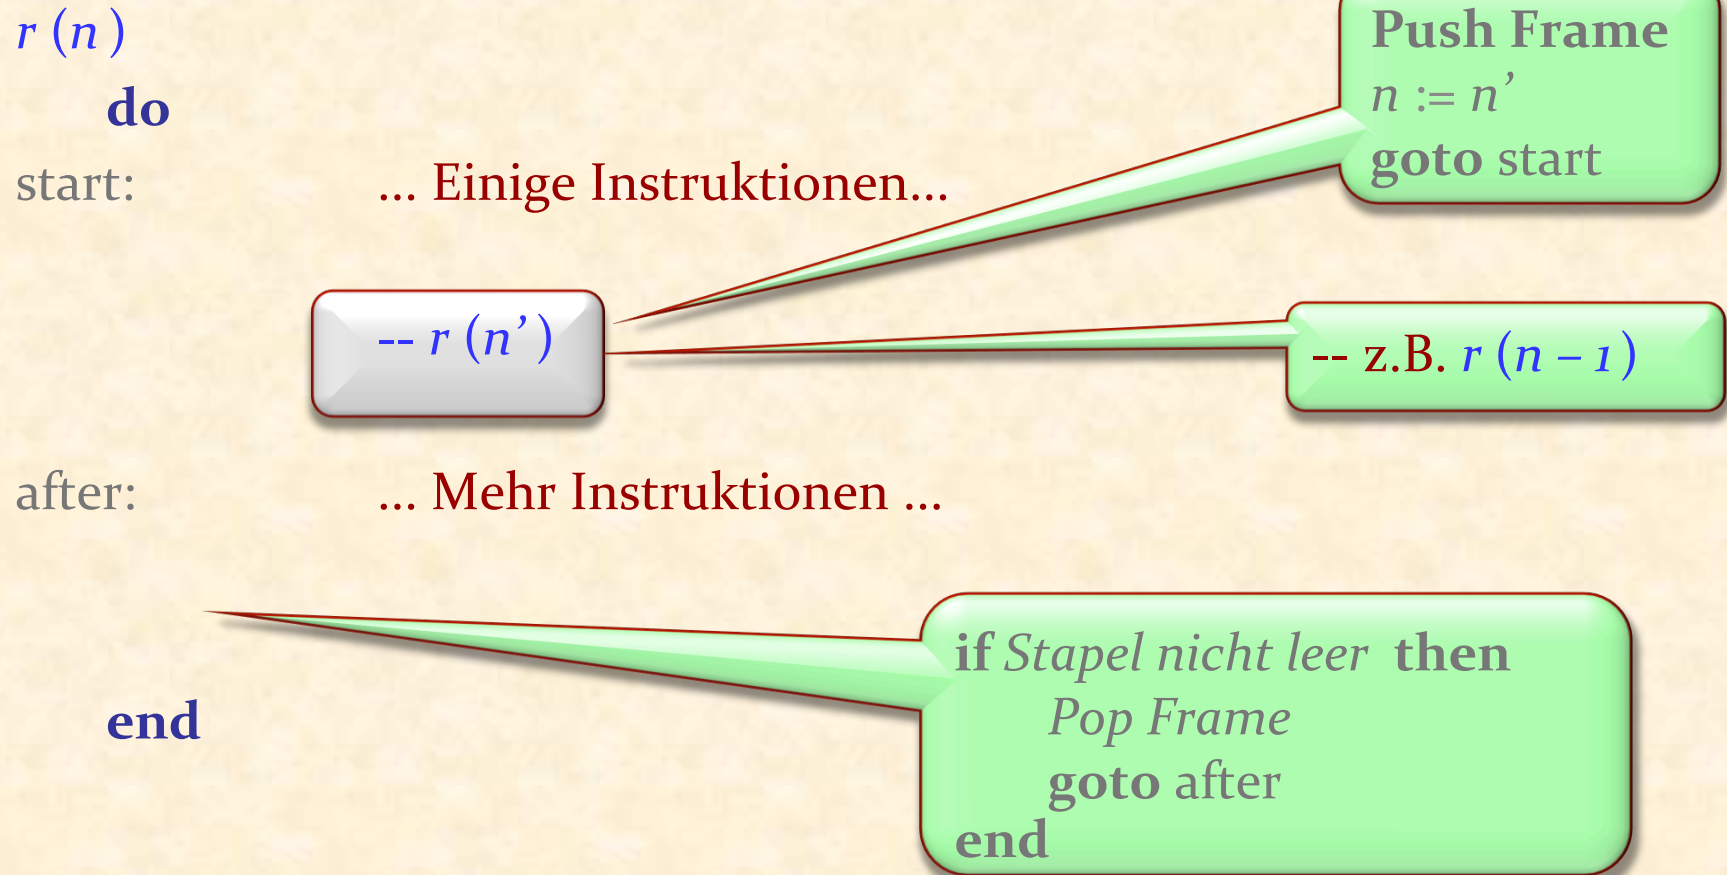 r (n)
do
start: ... Einige Instruktionen...
-- r (n’)
after: ... Mehr Instruktionen ...
end
Push Frame
n := n’
goto start
-- z.B. r (n – 1)
if Stapel nicht leer then
Pop Frame
goto after
end